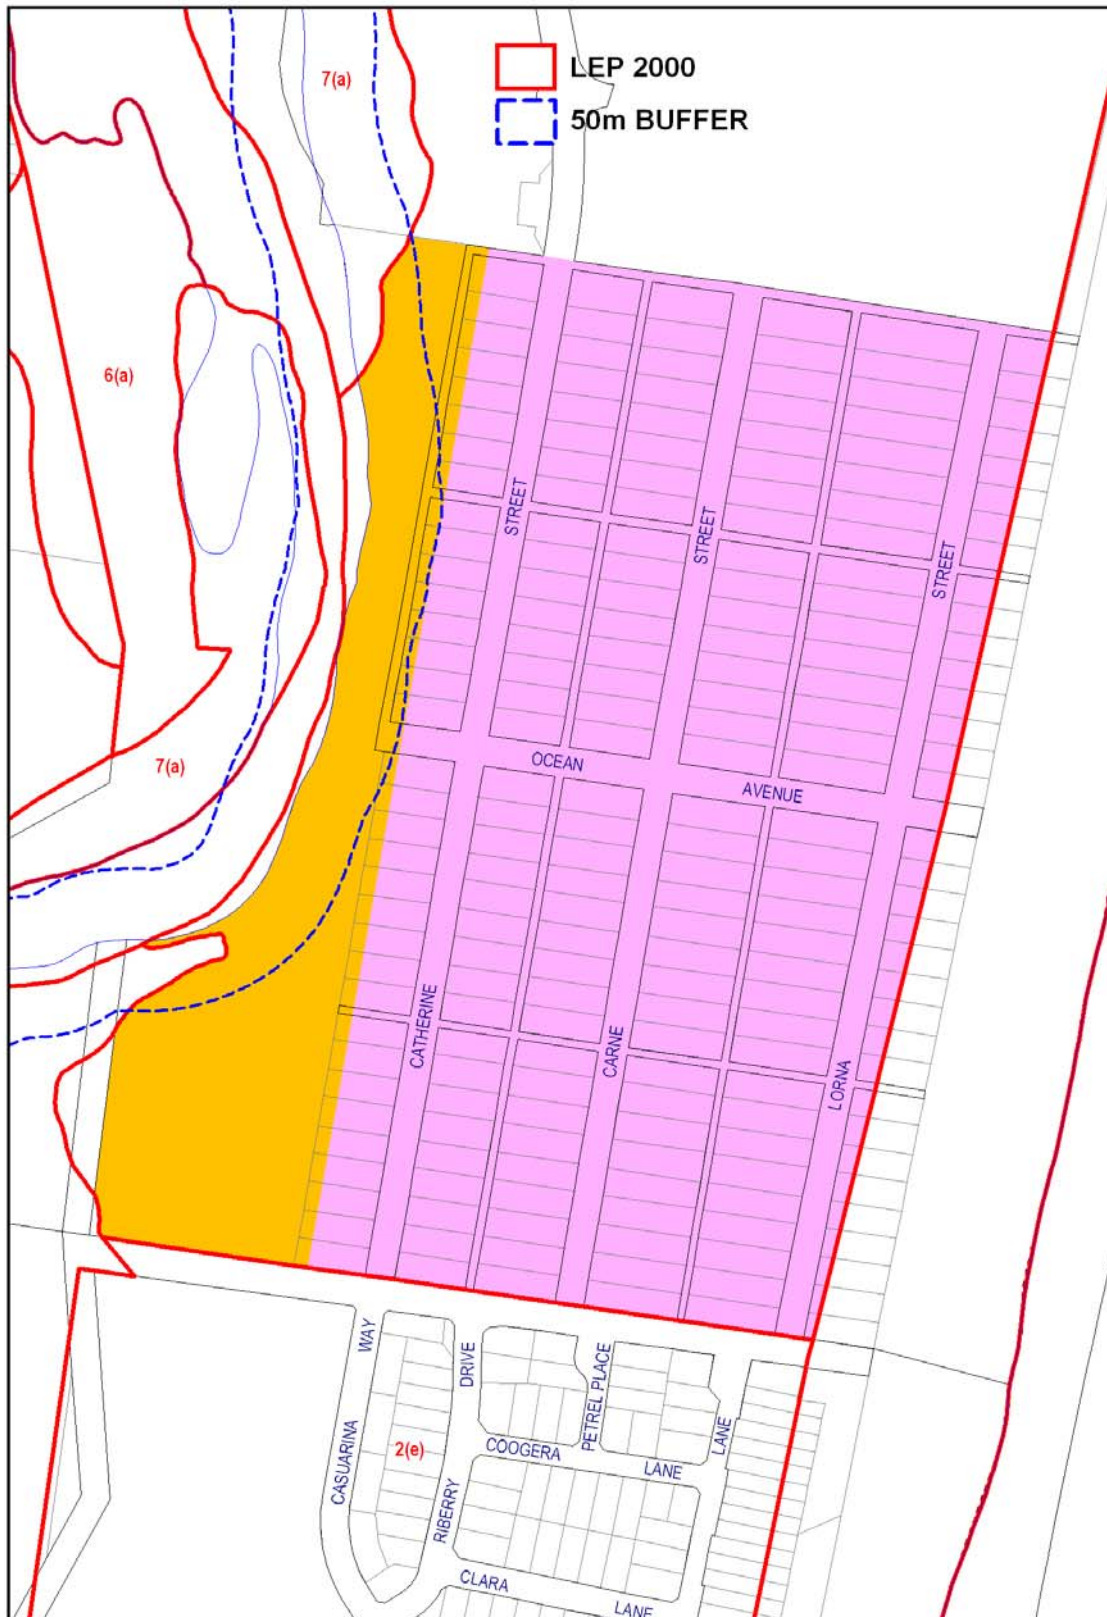 7(a)
LEP 2000
50m BUFFER
6(a)
STREET
STREET
STREET
7(a)
OCEAN
AVENUE
CATHERINE
CARNE
LORNA
WAY
DRIVE
PETREL PLACE
LANE
CASUARINA
2(e)
COOGERA
LANE
RIBERRY
CLARA
LANE